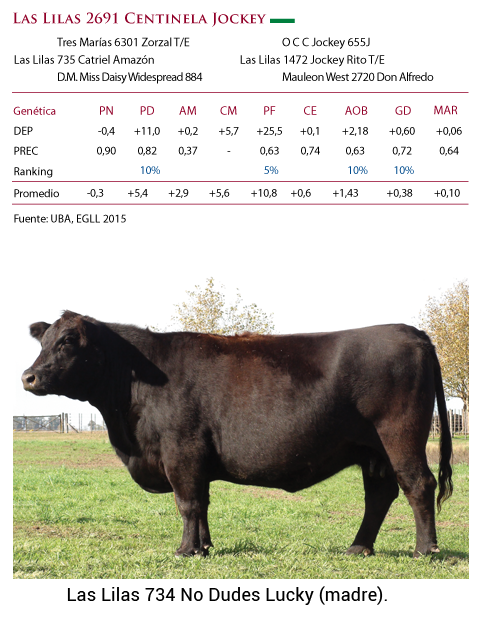 LAS LILAS 2691 CENTINELA JOCKEY
Tres Marías 6301 Zorzal T/E O C C Jockey 655J
Las Lilas 735 Catriel Amazón Las Lilas 1472 Jockey Rito T/E
D.M. Miss Daisy Widespread 884 Mauleon West 2720 Don Alfredo
Genética PN PD AM CM PF CE AOB GD MAR
DEP -0,4 +11,0 +0,2 +5,7 +25,5 +0,1 +2,18 +0,60 +0,06
PREC 0,90 0,82 0,37 - 0,63 0,74 0,63 0,72 0,64
Ranking 10% 5% 10% 10%
Promedio -0,3 +5,4 +2,9 +5,6 +10,8 +0,6 +1,43 +0,38 +0,10
Fuente: UBA, EGLL 2015
Las Lilas 734 No Dudes Lucky (madre).